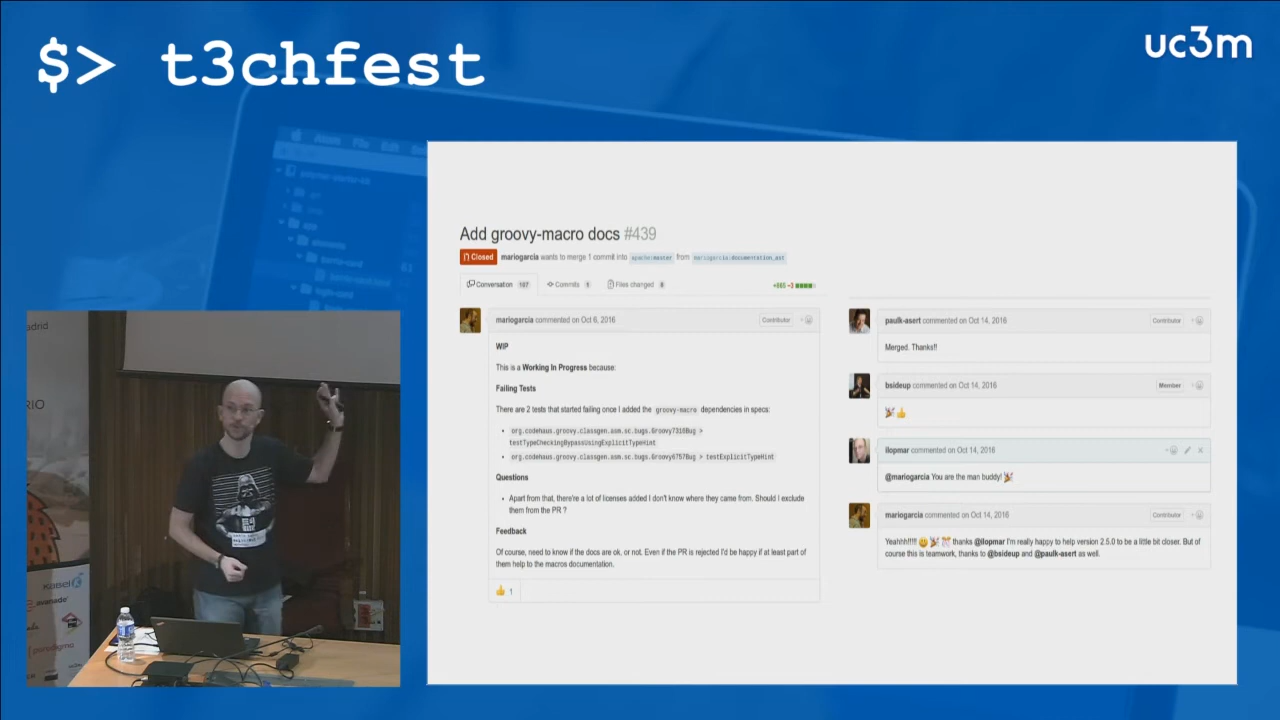 $> t3chfest
uc3m
Add groovy-macro docs #439
Closed mariogarcia wants to merge 1 commit into apache:master from mariogarcia:documentation_ast
Conversation 107 Commits 1 Files changed 8
mariogarcia commented on Oct 6, 2016 Contributor
WIP
This is a Working In Progress because:
Failing Tests
There are 2 tests that started failing once I added the groovy-macro dependencies in specs:
org.codehaus.groovy.classgen.asm.sc.bugs.Groovy7316Bug >
testTypeCheckingBypassUsingExplicitTypeHint
org.codehaus.groovy.classgen.asm.sc.bugs.Groovy6757Bug > testExplicitTypeHint
Questions
Apart from that, there're a lot of licenses added I don't know where they came from. Should I exclude
them from the PR ?
Feedback
Of course, need to know if the docs are ok, or not. Even if the PR is rejected I'd be happy if at least part of
them help to the macros documentation.
1
paulk-asert commented on Oct 14, 2016 Contributor
Merged. Thanks!!
bsideup commented on Oct 14, 2016 Member
ilopmar commented on Oct 14, 2016
@mariogarcia You are the man buddy!
mariogarcia commented on Oct 14, 2016 Contributor
Yeahhh!!!! thanks @ilopmar I'm really happy to help version 2.5.0 to be a little bit closer. But of
course this is teamwork, thanks to @bsideup and @paulk-asert as well.
kabel
avanade
paradigma